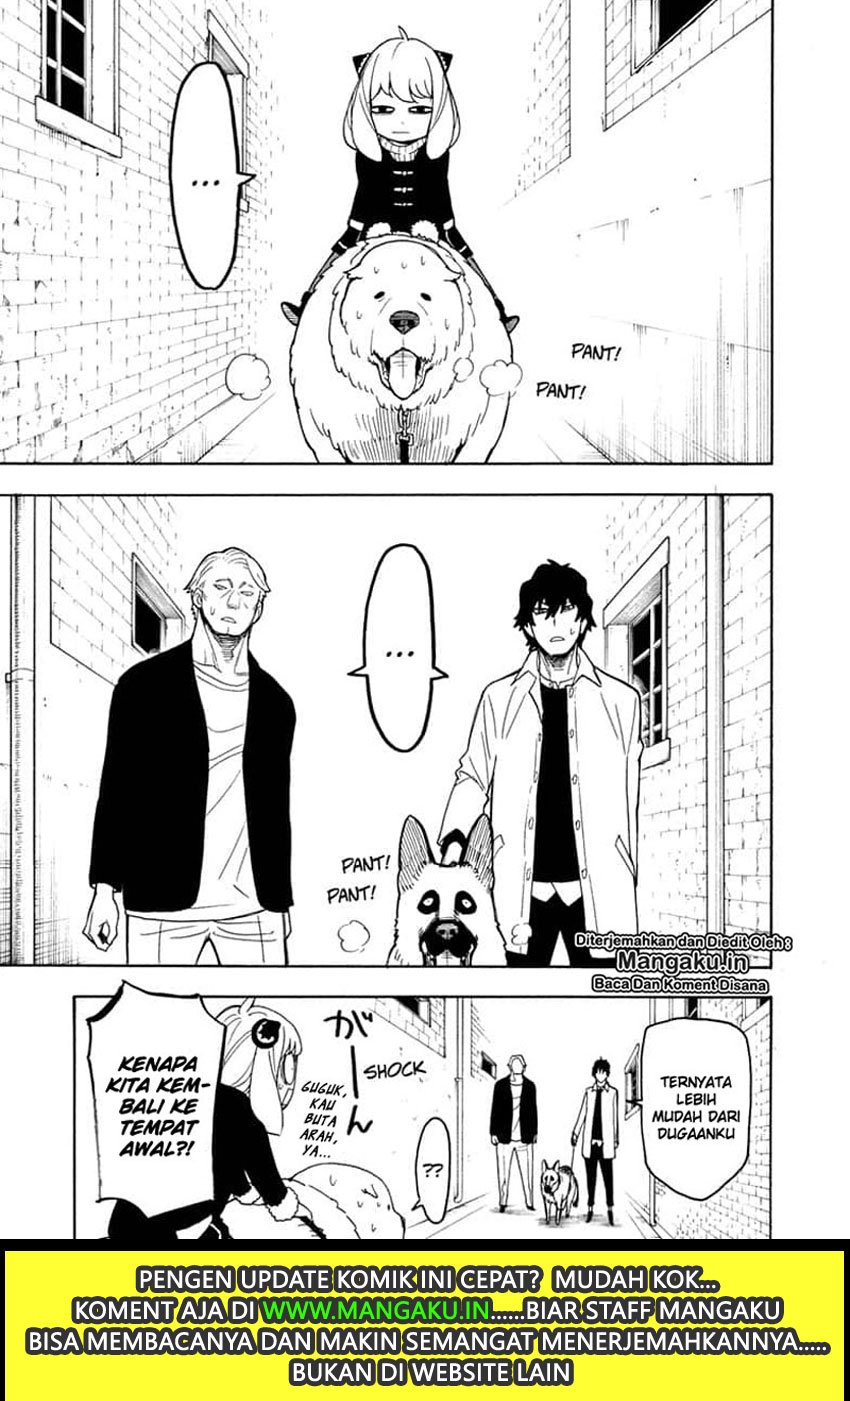 ...
PANT!
PANT!
...
PANT!
PANT!
Diterjemahkan dan Diedit Oleh :
Mangaku.in
Baca Dan Koment Disana
TERNYATA
LEBIH
MUDAH DARI
DUGAANKU
??
がーん
SHOCK
GUGUK,
KAU
BUTA
ARAH,
YA...
KENAPA
KITA KEM-
BALI KE
TEMPAT
AWAL?!
PENGEN UPDATE KOMIK INI CEPAT? MUDAH KOK...
KOMENT AJA DI WWW.MANGAKU.IN......BIAR STAFF MANGAKU
BISA MEMBACANYA DAN MAKIN SEMANGAT MENERJEMAHKANNYA.....
BUKAN DI WEBSITE LAIN